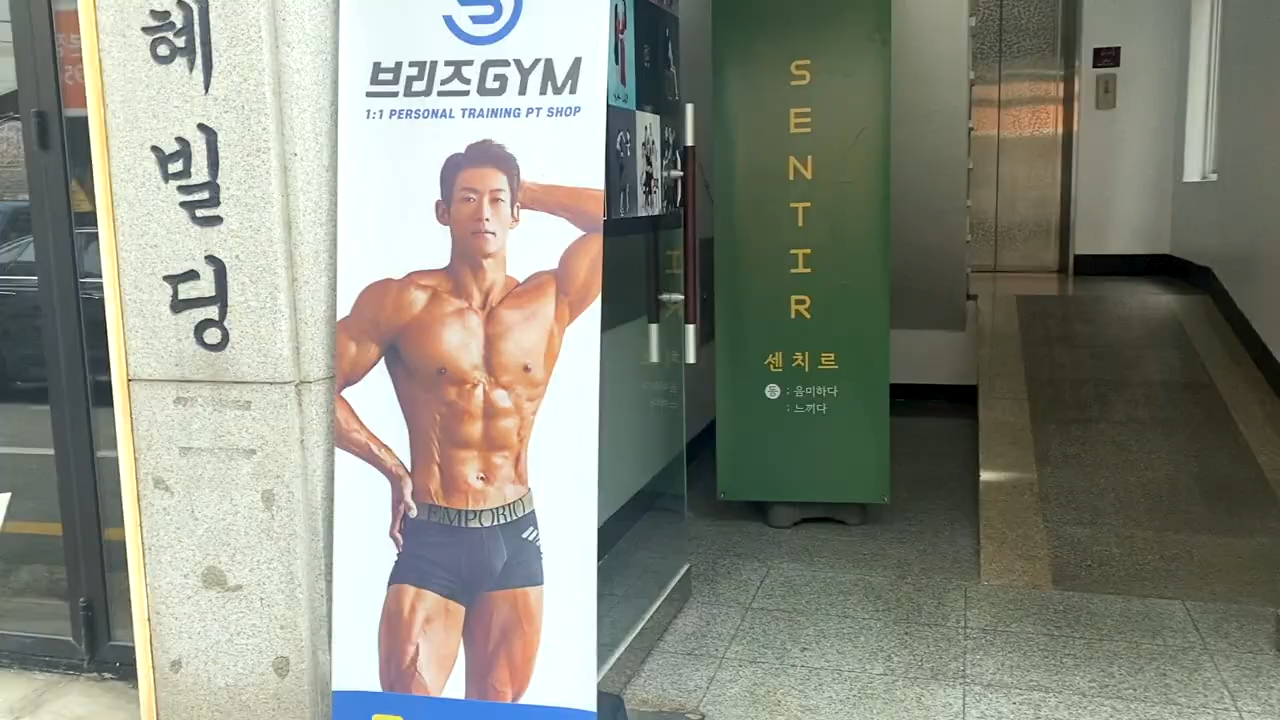 혜
빌
딩
브리즈GYM
1:1 PERSONAL TRAINING PT SHOP
EMPORIO
SENTIR
센치르
동 : 음미하다
: 느끼다